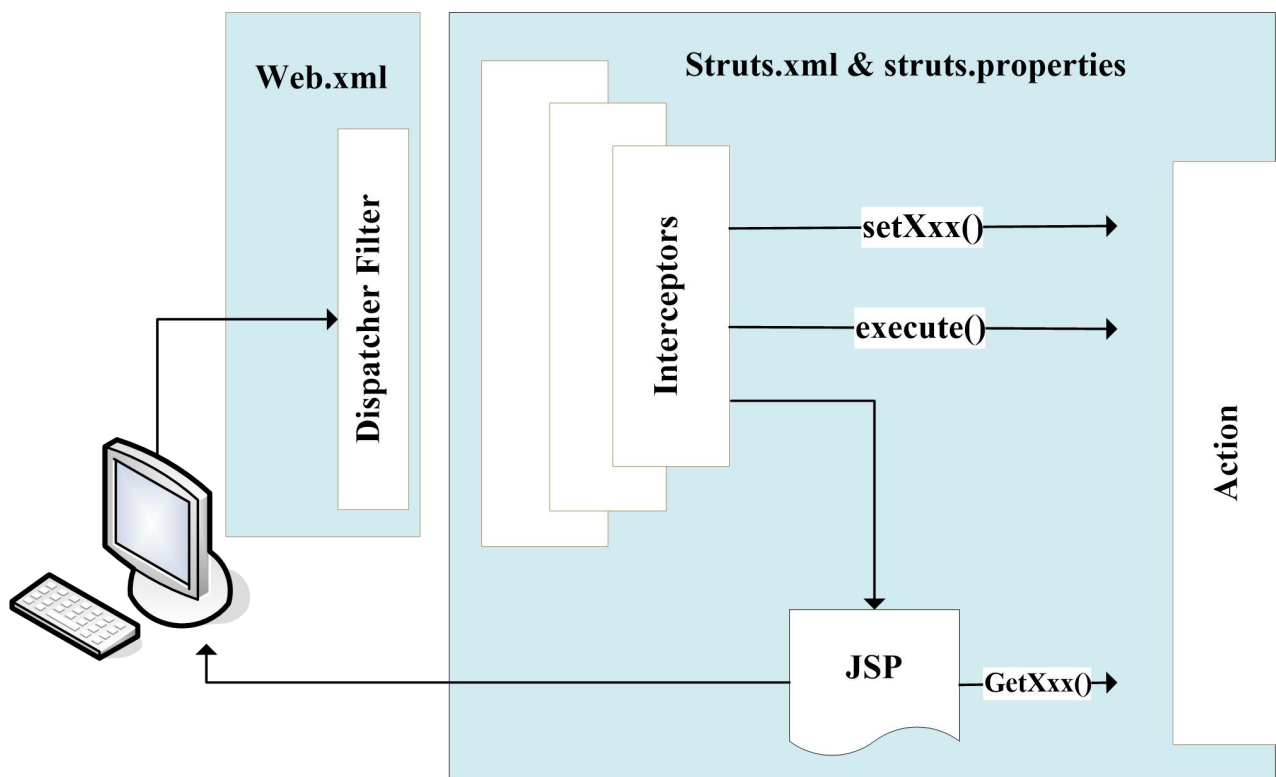 Web.xml
Struts.xml & struts.properties
Dispatcher Filter
Interceptors
setXxx()
execute()
Action
JSP
GetXxx()